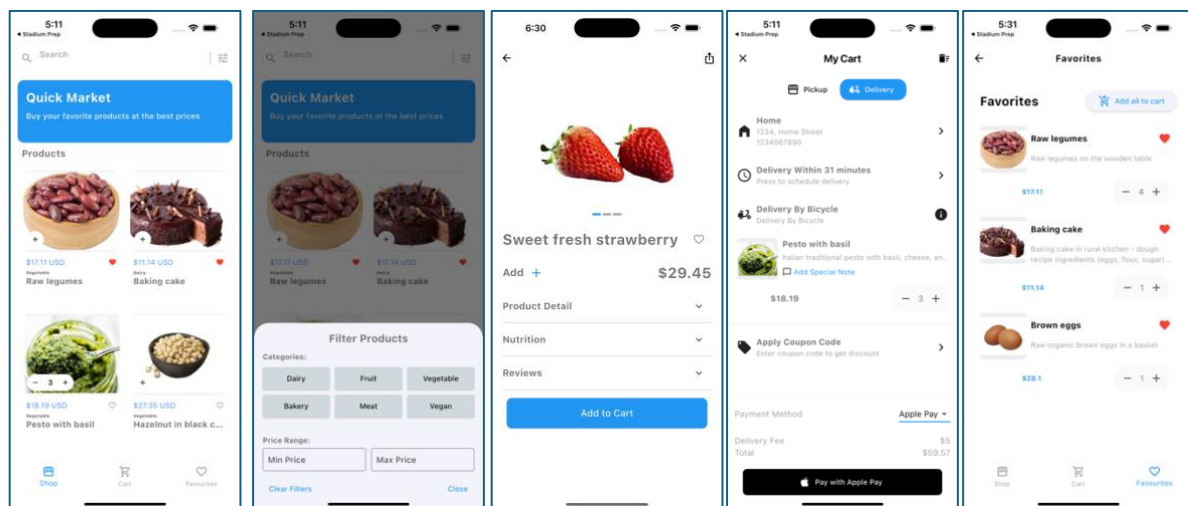 5:11
◀ Stadium Prep
Search
Quick Market
Buy your favorite products at the best prices
Products
+
+
$17.11 USD
Vegetable
Raw legumes
$11.14 USD
Dairy
Baking cake
− 3 +
+
$18.19 USD
Vegetable
Pesto with basil
$27.35 USD
Vegetable
Hazelnut in black c...
Shop
Cart
Favourites
5:11
◀ Stadium Prep
Search
Quick Market
Buy your favorite products at the best prices
Products
+
+
$17.11 USD
Vegetable
Raw legumes
$11.14 USD
Dairy
Baking cake
Filter Products
Categories:
Dairy
Fruit
Vegetable
Bakery
Meat
Vegan
Price Range:
Min Price
Max Price
Clear Filters
Close
6:30
Sweet fresh strawberry
Add +
$29.45
Product Detail
Nutrition
Reviews
Add to Cart
5:11
◀ Stadium Prep
My Cart
Pickup
Delivery
Home
1234, Home Street
1234567890
Delivery Within 31 minutes
Press to schedule delivery
Delivery By Bicycle
Delivery By Bicycle
Pesto with basil
Italian traditional pesto with basil, cheese, an...
Add Special Note
$18.19
− 3 +
Apply Coupon Code
Enter coupon code to get discount
Payment Method
Apple Pay
Delivery Fee
$5
Total
$59.57
Pay with Apple Pay
5:31
◀ Stadium Prep
Favorites
Favorites
Add all to cart
Raw legumes
Raw legumes on the wooden table
$17.11
− 4 +
Baking cake
Baking cake in rural kitchen - dough
recipe ingredients (eggs, flour, sugar) ...
$11.14
− 1 +
Brown eggs
Raw organic brown eggs in a basket
$28.1
− 1 +
Shop
Cart
Favourites